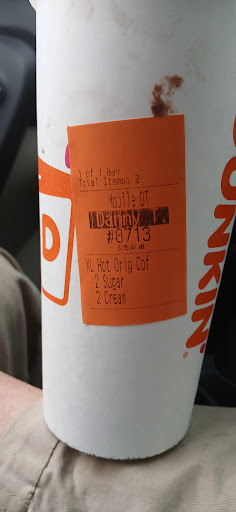 1 of 1 Bev
Total Items: 2
Mobile DT
Danny T.
#8713
XL Hot Orig Cof
2 Sugar
2 Cream
D
UNKIN'
®